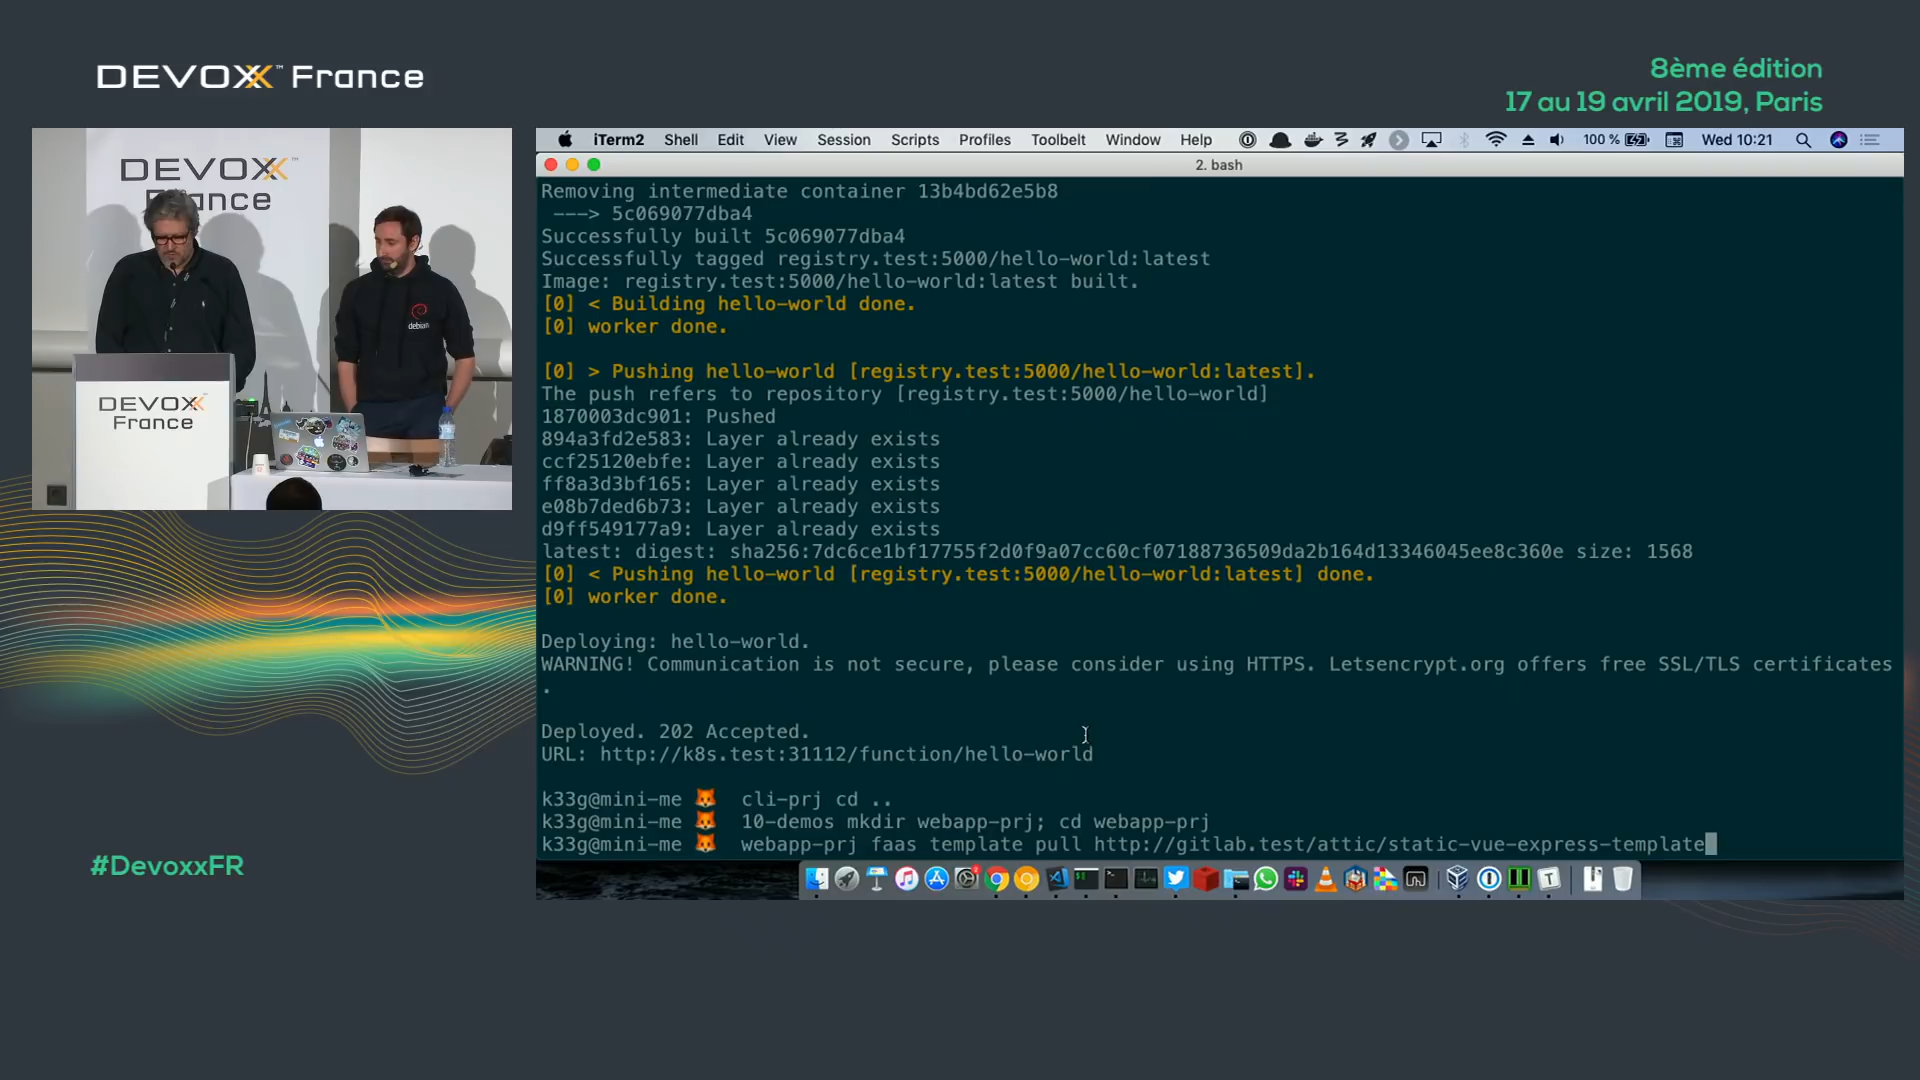 DEVOXX™ France
8ème édition
17 au 19 avril 2019, Paris
DEVOXX™
France
debian
DEVOXX
France
iTerm2 Shell Edit View Session Scripts Profiles Toolbelt Window Help 100 % Wed 10:21
2. bash
Removing intermediate container 13b4bd62e5b8
---> 5c069077dba4
Successfully built 5c069077dba4
Successfully tagged registry.test:5000/hello-world:latest
Image: registry.test:5000/hello-world:latest built.
[0] < Building hello-world done.
[0] worker done.
[0] > Pushing hello-world [registry.test:5000/hello-world:latest].
The push refers to repository [registry.test:5000/hello-world]
1870003dc901: Pushed
894a3fd2e583: Layer already exists
ccf25120ebfe: Layer already exists
ff8a3d3bf165: Layer already exists
e08b7ded6b73: Layer already exists
d9ff549177a9: Layer already exists
latest: digest: sha256:7dc6ce1bf17755f2d0f9a07cc60cf07188736509da2b164d13346045ee8c360e size: 1568
[0] < Pushing hello-world [registry.test:5000/hello-world:latest] done.
[0] worker done.
Deploying: hello-world.
WARNING! Communication is not secure, please consider using HTTPS. Letsencrypt.org offers free SSL/TLS certificates
.
Deployed. 202 Accepted.
URL: http://k8s.test:31112/function/hello-world
k33g@mini-me 🦊 cli-prj cd ..
k33g@mini-me 🦊 10-demos mkdir webapp-prj; cd webapp-prj
k33g@mini-me 🦊 webapp-prj faas template pull http://gitlab.test/attic/static-vue-express-template
#DevoxxFR